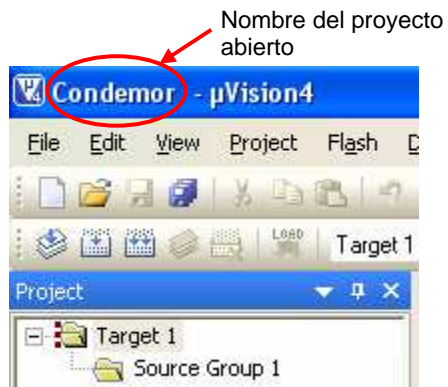 Nombre del proyecto
abierto
Condemor - µVision4
File Edit View Project Flash D
LOAD Target 1
Project
Target 1
Source Group 1